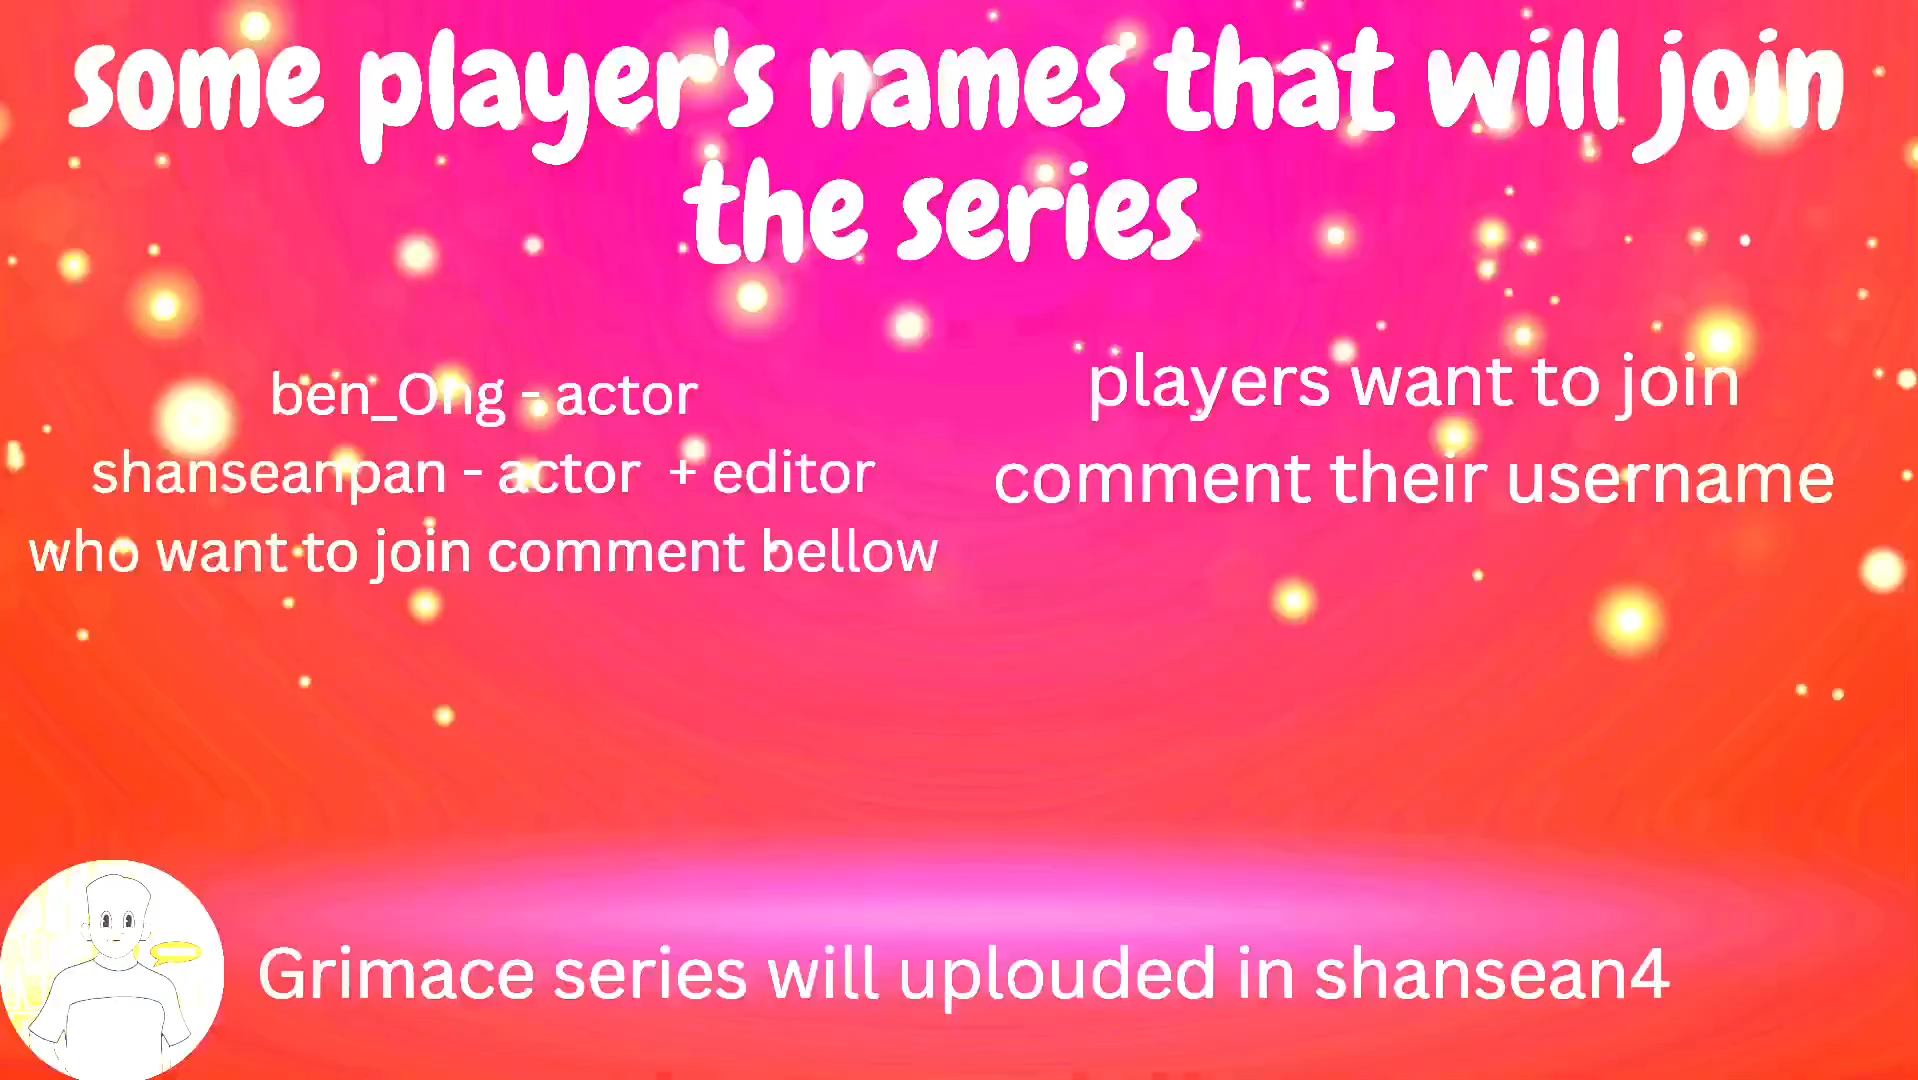 some player's names that will join
the series
ben_Ong - actor
shanseanpan - actor + editor
who want to join comment bellow
players want to join
comment their username
Grimace series will uplouded in shansean4